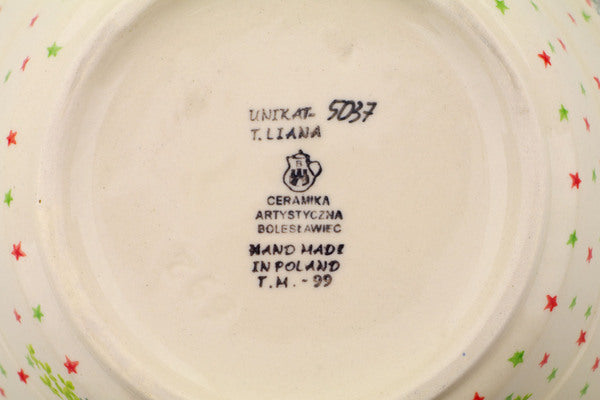 UNIKAT- 5037
T. LIANA
CERAMIKA
ARTYSTYCZNA
BOLESŁAWIEC
HAND MADE
IN POLAND
T.M. - 99